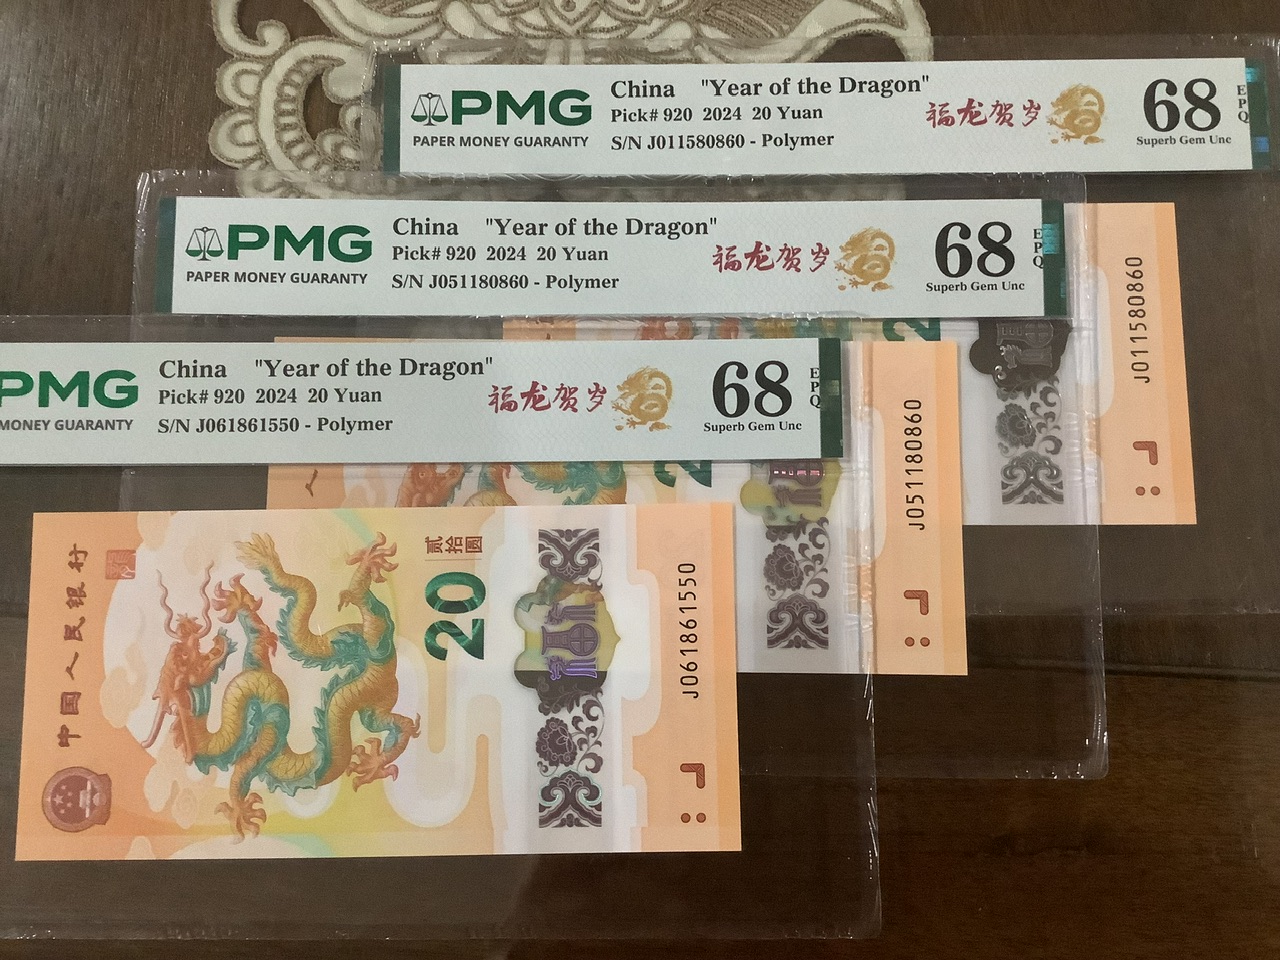 PMG
PAPER MONEY GUARANTY
China "Year of the Dragon"
Pick# 920 2024 20 Yuan
S/N J011580860 - Polymer
福龙贺岁
68
Superb Gem Unc
EPQ
J011580860
PMG
PAPER MONEY GUARANTY
China "Year of the Dragon"
Pick# 920 2024 20 Yuan
S/N J051180860 - Polymer
福龙贺岁
68
Superb Gem Unc
EPQ
J051180860
PMG
MONEY GUARANTY
China "Year of the Dragon"
Pick# 920 2024 20 Yuan
S/N J061861550 - Polymer
福龙贺岁
68
Superb Gem Unc
EPQ
中国人民银行
贰拾圆
20
J061861550